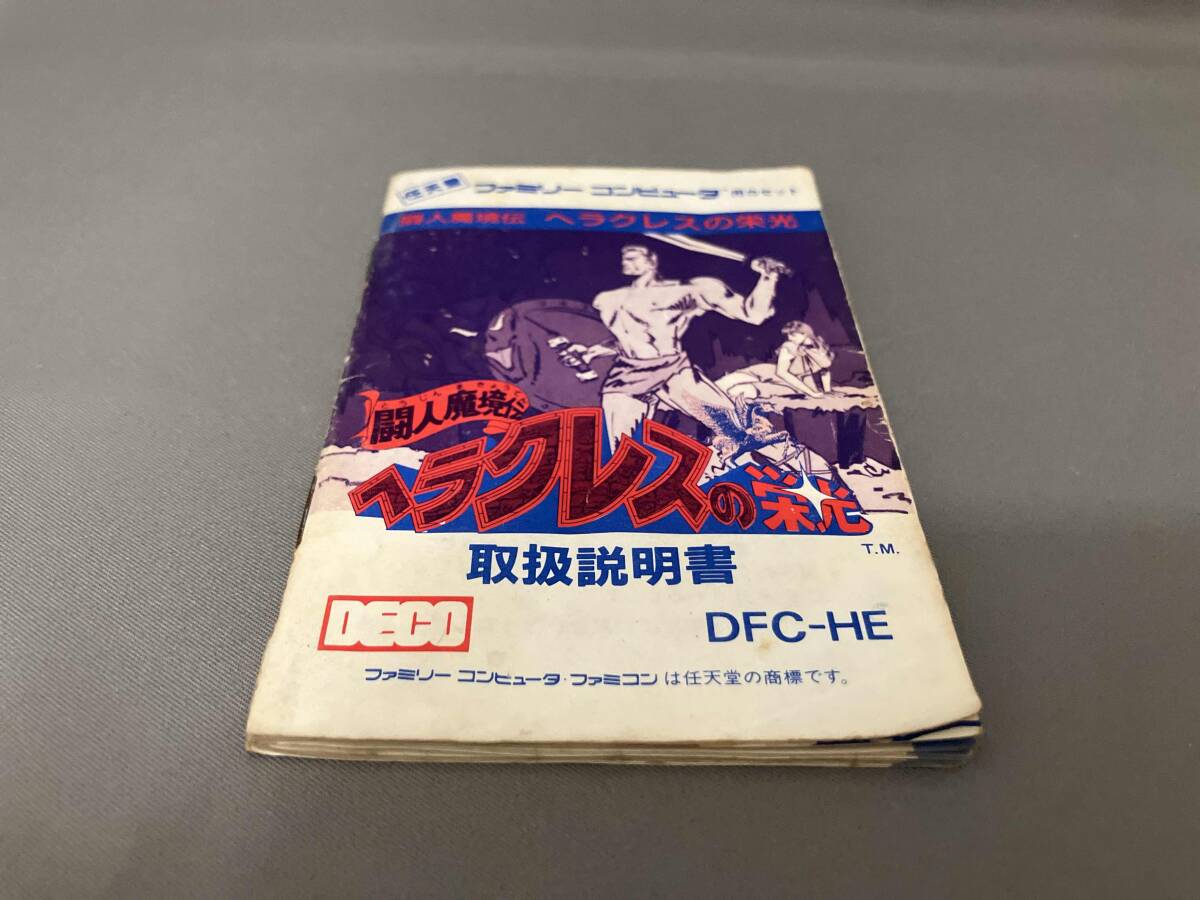 任天堂 ファミリー コンピュータ™用カセット
闘人魔境伝 ヘラクレスの栄光
とうじん まきょうでん
闘人魔境伝
ヘラクレスの栄光
T.M.
取扱説明書
DECO
DFC-HE
ファミリー コンピュータ・ファミコン は任天堂の商標です。